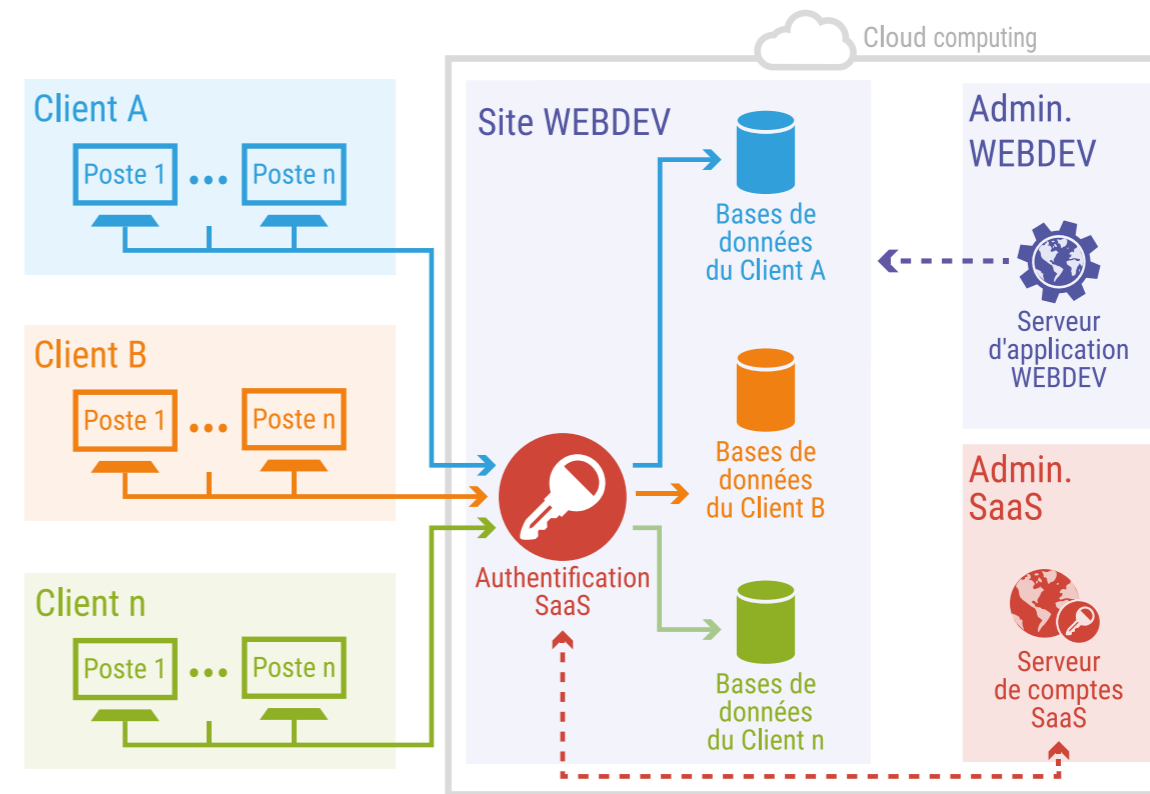 Cloud computing
Client A
Poste 1
Poste n
Client B
Poste 1
Poste n
Client n
Poste 1
Poste n
Site WEBDEV
Bases de
données
du Client A
Bases de
données
du Client B
Authentification
SaaS
Bases de
données
du Client n
Admin.
WEBDEV
Serveur
d'application
WEBDEV
Admin.
SaaS
Serveur
de comptes
SaaS